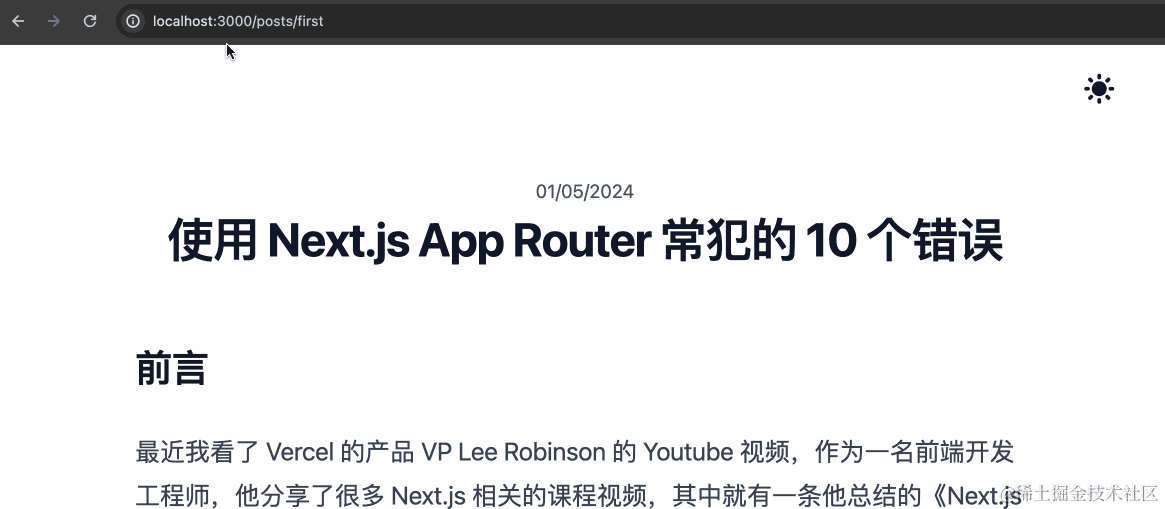 localhost:3000/posts/first
01/05/2024
使用 Next.js App Router 常犯的 10 个错误
前言
最近我看了 Vercel 的产品 VP Lee Robinson 的 Youtube 视频，作为一名前端开发
工程师，他分享了很多 Next.js 相关的课程视频，其中就有一条他总结的《Next.js
@稀土掘金技术社区